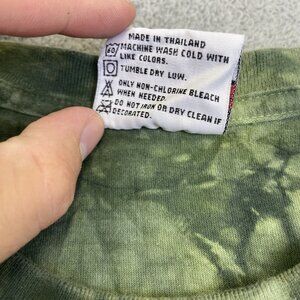 MADE IN THAILAND
MACHINE WASH COLD WITH
LIKE COLORS.
TUMBLE DRY LOW.
ONLY NON-CHLORINE BLEACH
WHEN NEEDED.
DO NOT IRON OR DRY CLEAN IF
DECORATED.